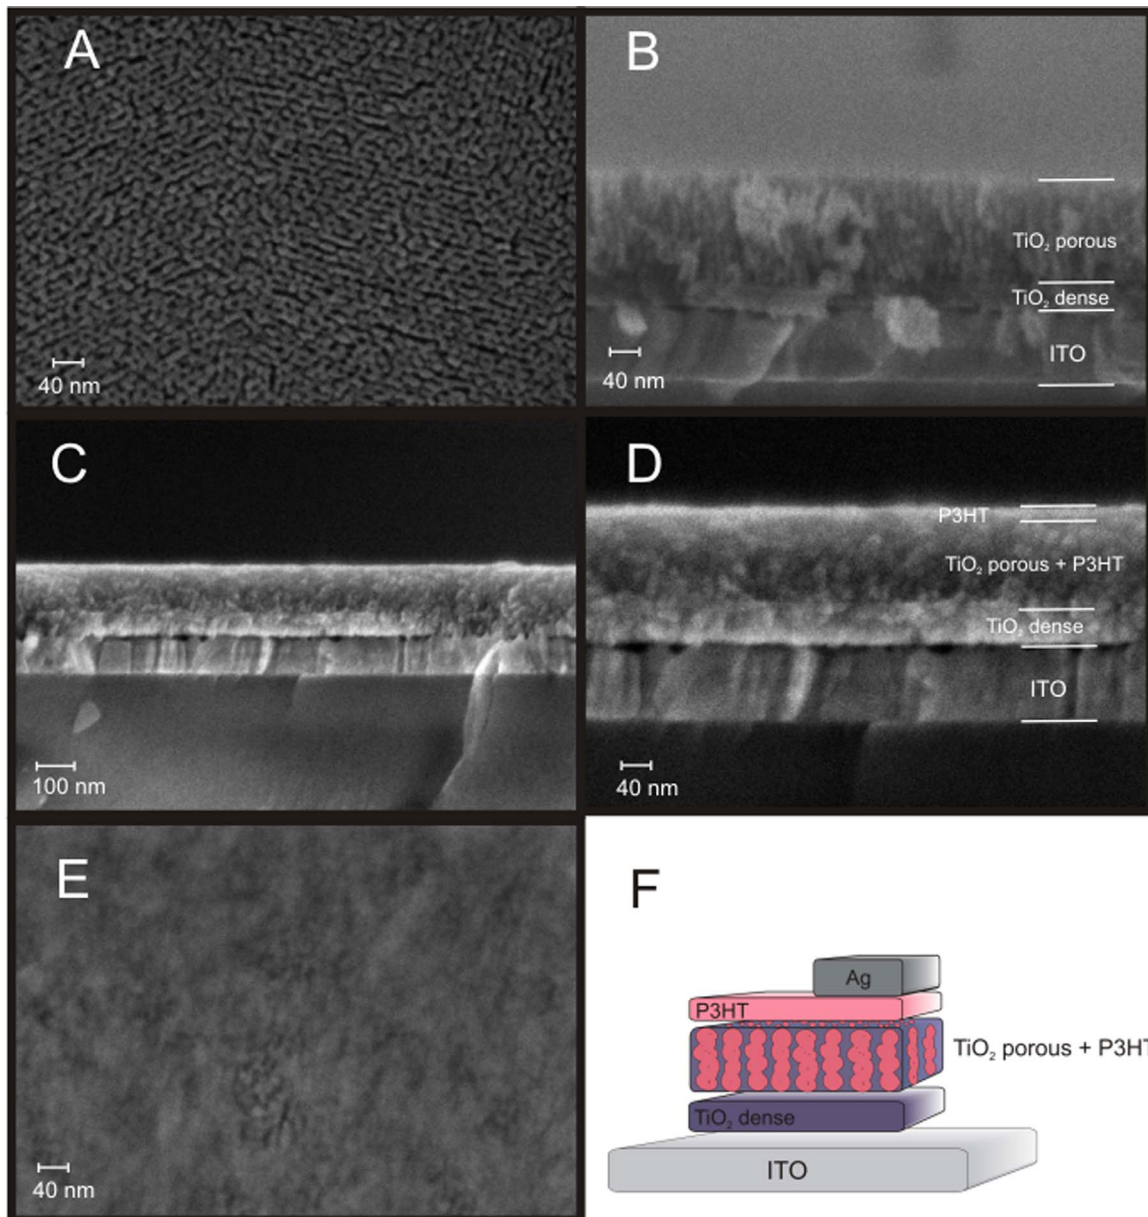 A
40 nm
B
TiO₂ porous
TiO₂ dense
ITO
40 nm
C
100 nm
D
P3HT
TiO₂ porous + P3HT
TiO₂ dense
ITO
40 nm
E
40 nm
F
Ag
P3HT
TiO₂ porous + P3HT
TiO₂ dense
ITO